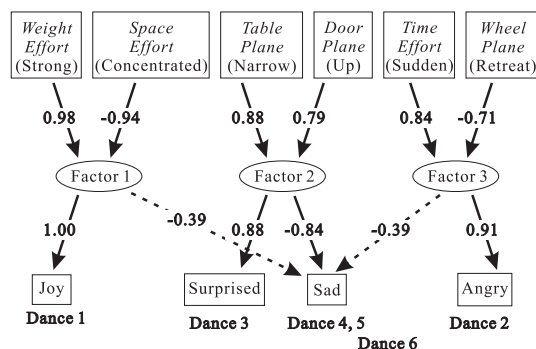 Weight Effort (Strong)
Space Effort (Concentrated)
Table Plane (Narrow)
Door Plane (Up)
Time Effort (Sudden)
Wheel Plane (Retreat)
0.98
-0.94
0.88
0.79
0.84
-0.71
Factor 1
Factor 2
Factor 3
-0.39
-0.39
1.00
0.88
-0.84
0.91
Joy
Surprised
Sad
Angry
Dance 1
Dance 3
Dance 4, 5
Dance 2
Dance 6